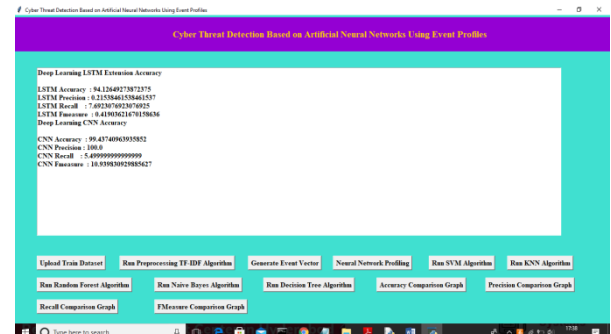 Cyber Threat Detection Based on Artificial Neural Networks Using Event Profiles
Cyber Threat Detection Based on Artificial Neural Networks Using Event Profiles
Deep Learning LSTM Extension Accuracy
LSTM Accuracy : 94.12649273872375
LSTM Precision : 0.21538461538461537
LSTM Recall : 7.6923076923076925
LSTM Fmeasure : 0.41903621670158636
Deep Learning CNN Accuracy
CNN Accuracy : 99.43740963935852
CNN Precision : 100.0
CNN Recall : 5.499999999999999
CNN Fmeasure : 10.939830929885627
Upload Train Dataset Run Preprocessing TF-IDF Algorithm Generate Event Vector Neural Network Profiling Run SVM Algorithm Run KNN Algorithm
Run Random Forest Algorithm Run Naive Bayes Algorithm Run Decision Tree Algorithm Accuracy Comparison Graph Precision Comparison Graph
Recall Comparison Graph FMeasure Comparison Graph
Type here to search 17:38